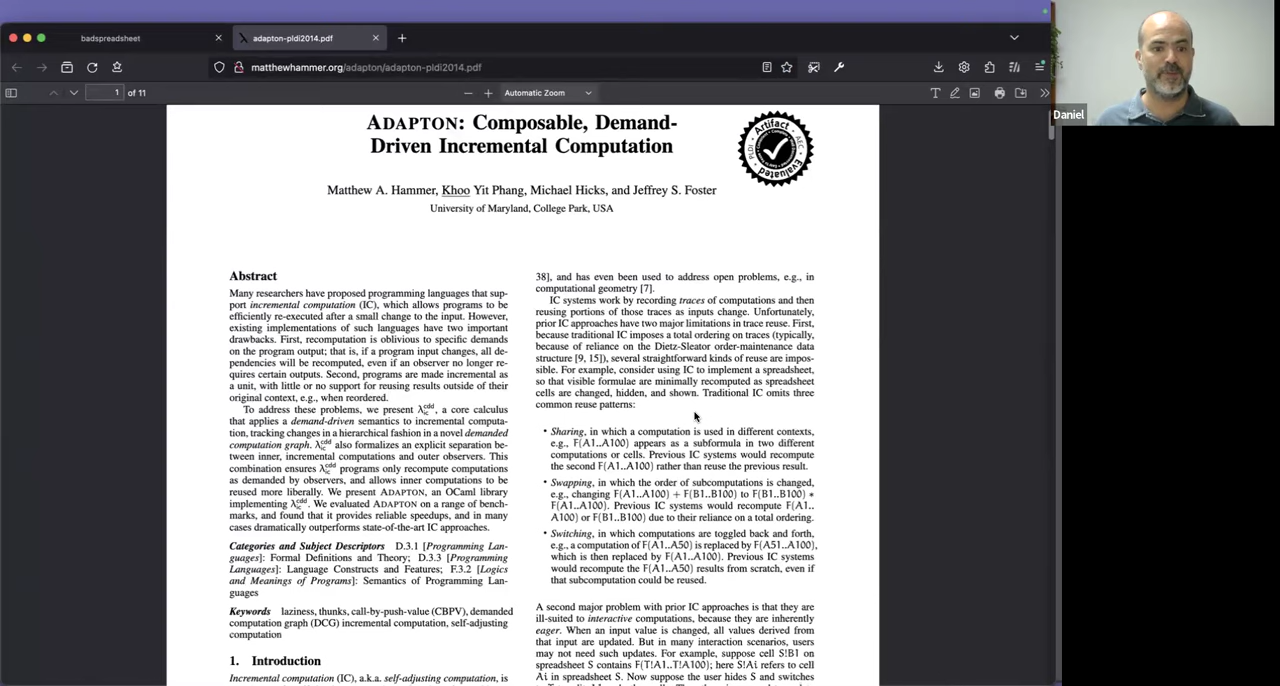 badspreadsheet
adapton-pldi2014.pdf
matthewhammer.org/adapton/adapton-pldi2014.pdf
1 of 11
Automatic Zoom
Daniel
ADAPTON: Composable, Demand-
Driven Incremental Computation
Artifact
Evaluated
PLDI
AEC
Matthew A. Hammer, Khoo Yit Phang, Michael Hicks, and Jeffrey S. Foster
University of Maryland, College Park, USA
Abstract
Many researchers have proposed programming languages that sup-
port incremental computation (IC), which allows programs to be
efficiently re-executed after a small change to the input. However,
existing implementations of such languages have two important
drawbacks. First, recomputation is oblivious to specific demands
on the program output; that is, if a program input changes, all de-
pendencies will be recomputed, even if an observer no longer re-
quires certain outputs. Second, programs are made incremental as
a unit, with little or no support for reusing results outside of their
original context, e.g., when reordered.
To address these problems, we present λ^cdd_ic, a core calculus
that applies a demand-driven semantics to incremental computa-
tion, tracking changes in a hierarchical fashion in a novel demanded
computation graph. λ^cdd_ic also formalizes an explicit separation be-
tween inner, incremental computations and outer observers. This
combination ensures λ^cdd_ic programs only recompute computations
as demanded by observers, and allows inner computations to be
reused more liberally. We present ADAPTON, an OCaml library
implementing λ^cdd_ic. We evaluated ADAPTON on a range of bench-
marks, and found that it provides reliable speedups, and in many
cases dramatically outperforms state-of-the-art IC approaches.
Categories and Subject Descriptors D.3.1 [Programming Lan-
guages]: Formal Definitions and Theory; D.3.3 [Programming
Languages]: Language Constructs and Features; F.3.2 [Logics
and Meanings of Programs]: Semantics of Programming Lan-
guages
Keywords laziness, thunks, call-by-push-value (CBPV), demanded
computation graph (DCG) incremental computation, self-adjusting
computation
1. Introduction
Incremental computation (IC), a.k.a. self-adjusting computation, is
38], and has even been used to address open problems, e.g., in
computational geometry [7].
IC systems work by recording traces of computations and then
reusing portions of those traces as inputs change. Unfortunately,
prior IC approaches have two major limitations in trace reuse. First,
because traditional IC imposes a total ordering on traces (typically,
because of reliance on the Dietz-Sleator order-maintenance data
structure [9, 15]), several straightforward kinds of reuse are impos-
sible. For example, consider using IC to implement a spreadsheet,
so that visible formulae are minimally recomputed as spreadsheet
cells are changed, hidden, and shown. Traditional IC omits three
common reuse patterns:
• Sharing, in which a computation is used in different contexts,
e.g., F(A1..A100) appears as a subformula in two different
computations or cells. Previous IC systems would recompute
the second F(A1..A100) rather than reuse the previous result.
• Swapping, in which the order of subcomputations is changed,
e.g., changing F(A1..A100) + F(B1..B100) to F(B1..B100) *
F(A1..A100). Previous IC systems would recompute F(A1..
A100) or F(B1..B100) due to their reliance on a total ordering.
• Switching, in which computations are toggled back and forth,
e.g., a computation of F(A1..A50) is replaced by F(A51..A100),
which is then replaced by F(A1..A100). Previous IC systems
would recompute the F(A1..A50) results from scratch, even if
that subcomputation could be reused.
A second major problem with prior IC approaches is that they are
ill-suited to interactive computations, because they are inherently
eager. When an input value is changed, all values derived from
that input are updated. But in many interaction scenarios, users
may not need such updates. For example, suppose cell S!B1 on
spreadsheet S contains F(T!A1..T!A100); here S!Ai refers to cell
Ai in spreadsheet S. Now suppose the user hides S and switches